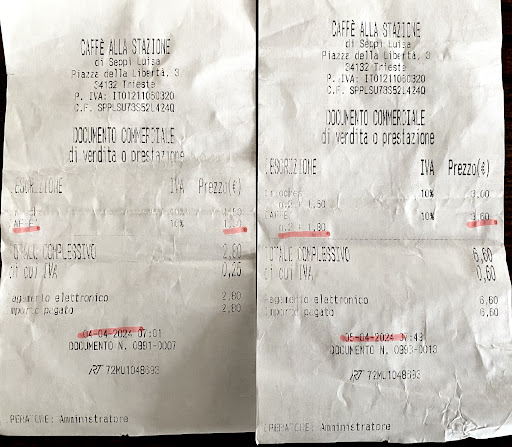 CAFFÈ ALLA STAZIONE
di Seppi Luisa
Piazza della Libertà, 3
34132 Trieste
P. IVA: IT01211060320
C.F. SPPLSU73S52L424Q
DOCUMENTO COMMERCIALE
di vendita o prestazione
IVA Prezzo(€)
10%
TOTALE COMPLESSIVO 2,80
di cui IVA 0,25
Pagamento elettronico 2,80
Importo pagato 2,80
04-04-2024 07:01
DOCUMENTO N. 0991-0007
RT 72MU1048693
OPERATORE: Amministratore
CAFFÈ ALLA STAZIONE
di Seppi Luisa
Piazza della Libertà, 3
34132 Trieste
P. IVA: IT01211060320
C.F. SPPLSU73S52L424Q
DOCUMENTO COMMERCIALE
di vendita o prestazione
DESCRIZIONE IVA Prezzo(€)
10% 3,00
1,50
10% 3,60
1,80
TOTALE COMPLESSIVO 6,60
di cui IVA 0,60
Pagamento elettronico 6,60
Importo pagato 6,60
05-04-2024 07:43
DOCUMENTO N. 0993-0013
RT 72MU1048693
OPERATORE: Amministratore